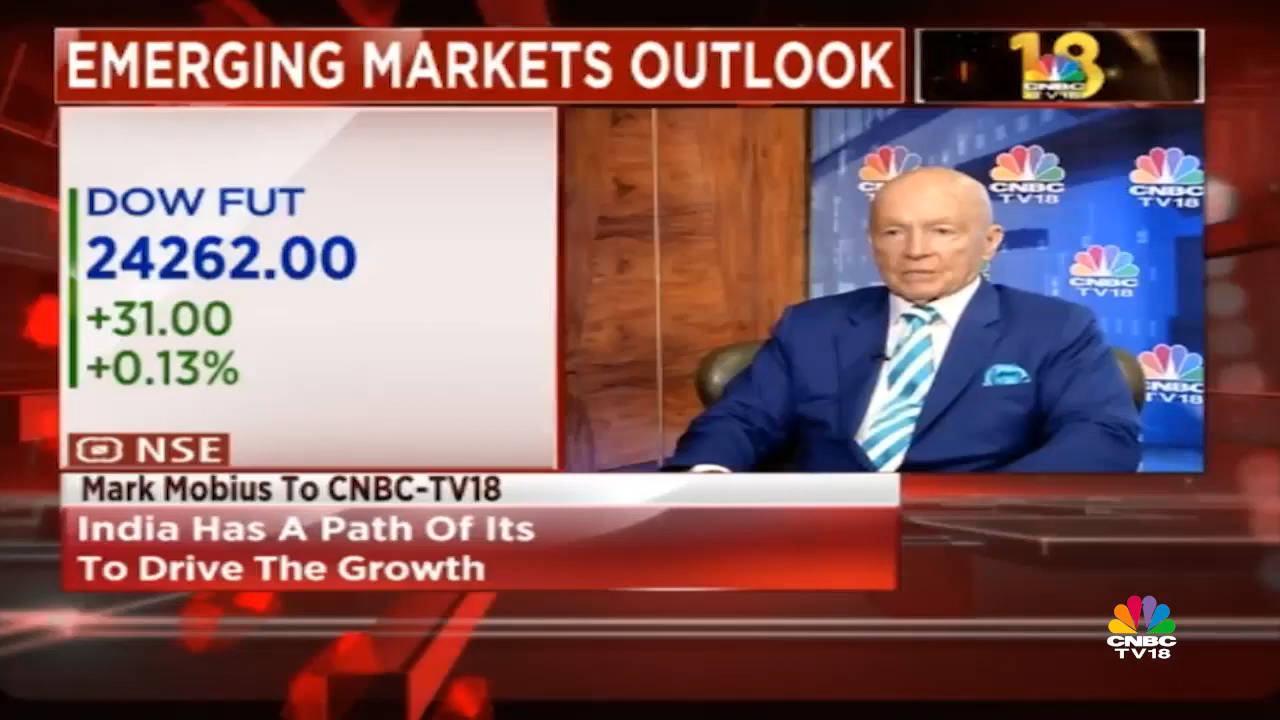 EMERGING MARKETS OUTLOOK
18
CNBC
TV18
DOW FUT
24262.00
+31.00
+0.13%
NSE
CNBC
TV18
CNBC
TV18
CNBC
TV18
CNBC
TV18
Mark Mobius To CNBC-TV18
India Has A Path Of Its
To Drive The Growth
CNBC
TV18